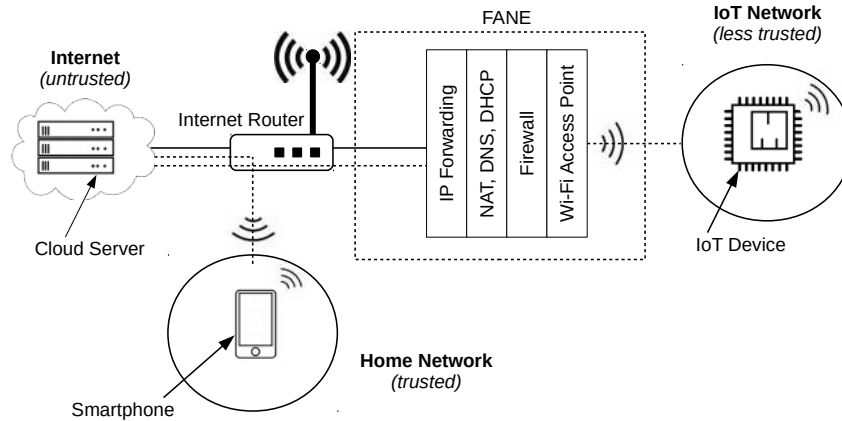 FANE
IoT Network
(less trusted)
Internet
(untrusted)
Internet Router
IP Forwarding
NAT, DNS, DHCP
Firewall
Wi-Fi Access Point
Cloud Server
IoT Device
Home Network
(trusted)
Smartphone